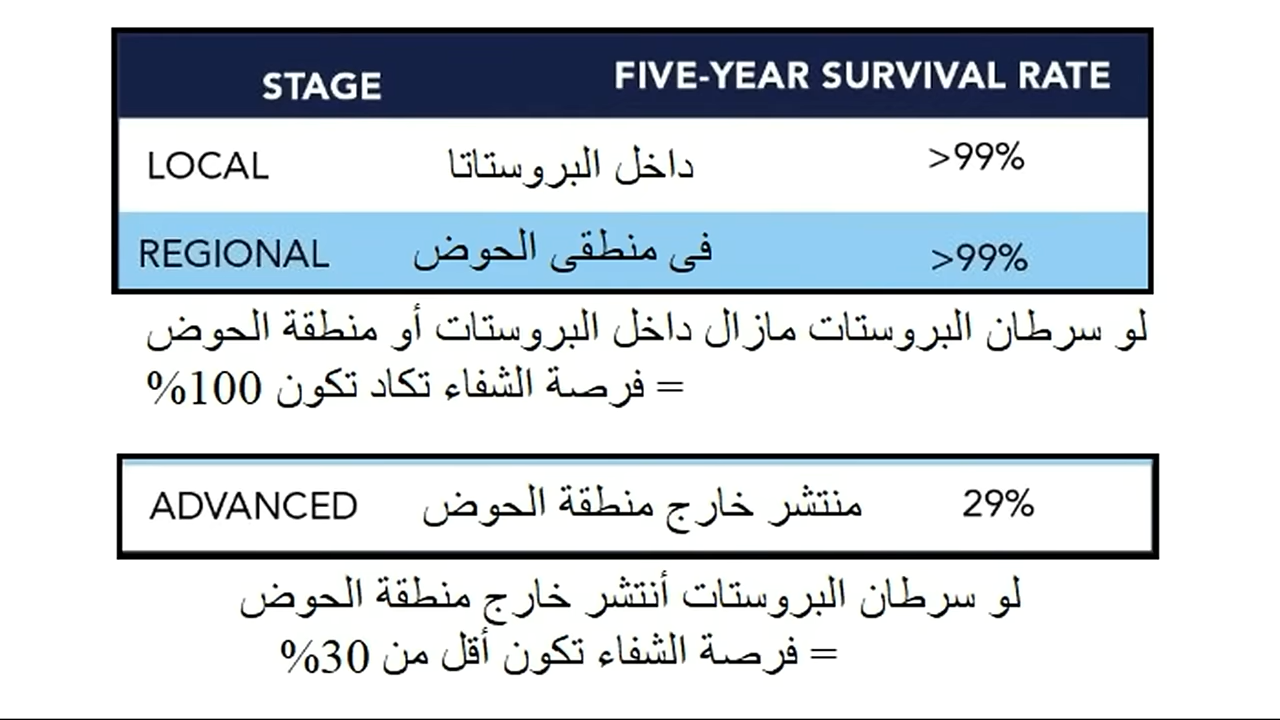 STAGE FIVE-YEAR SURVIVAL RATE
LOCAL داخل البروستاتا >99%
REGIONAL فى منطقى الحوض >99%
لو سرطان البروستات مازال داخل البروستات أو منطقة الحوض
= فرصة الشفاء تكاد تكون 100%
ADVANCED منتشر خارج منطقة الحوض 29%
لو سرطان البروستات أنتشر خارج منطقة الحوض
= فرصة الشفاء تكون أقل من 30%